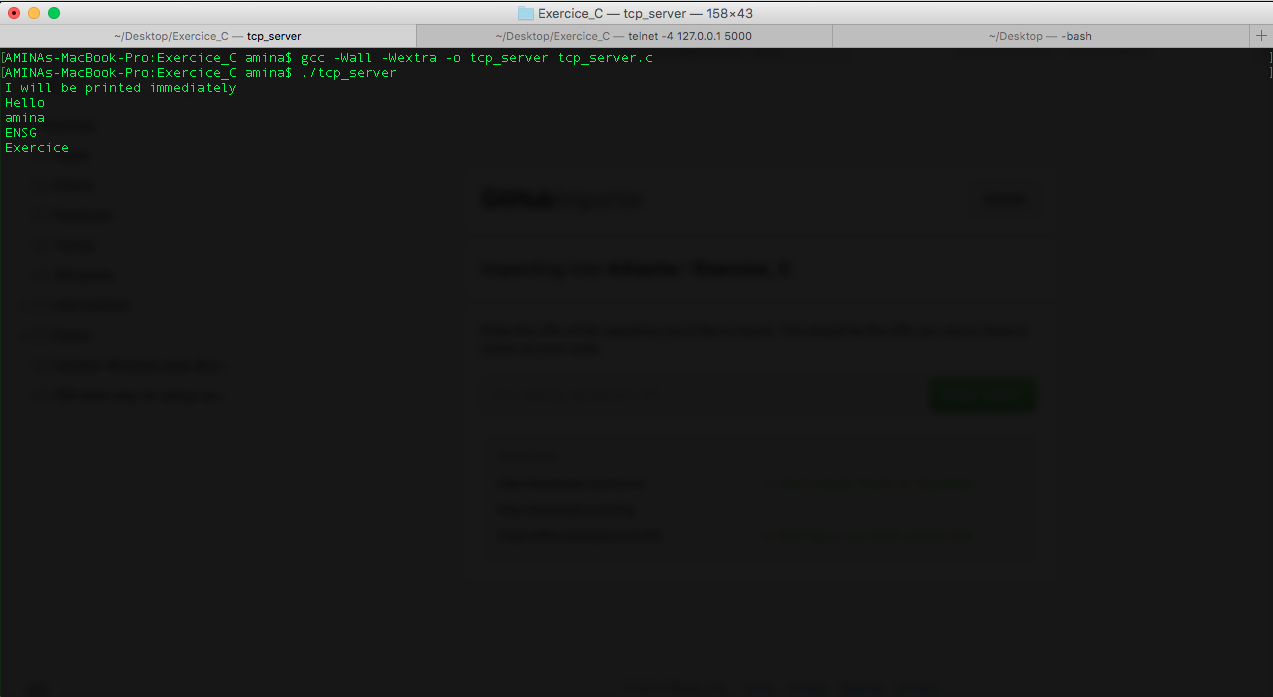 Exercice_C — tcp_server — 158×43
~/Desktop/Exercice_C — tcp_server
~/Desktop/Exercice_C — telnet -4 127.0.0.1 5000
~/Desktop — -bash
[AMINAs-MacBook-Pro:Exercice_C amina$ gcc -Wall -Wextra -o tcp_server tcp_server.c ]
[AMINAs-MacBook-Pro:Exercice_C amina$ ./tcp_server ]
I will be printed immediately
Hello
amina
ENSG
Exercice